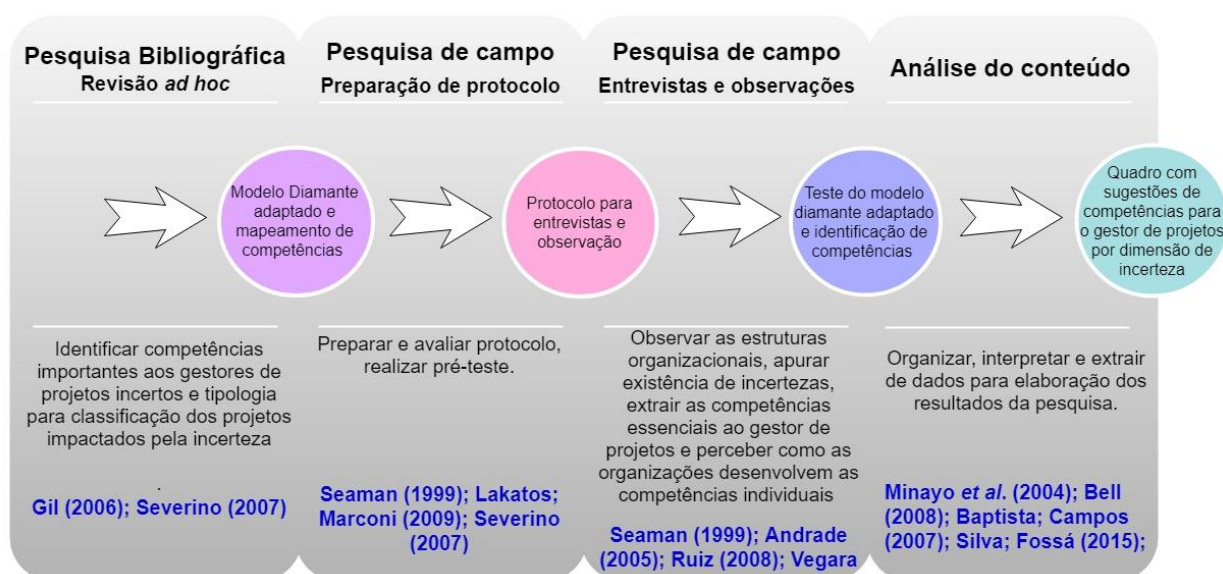 Pesquisa Bibliográfica
Revisão ad hoc
Modelo Diamante
adaptado e
mapeamento de
competências
Identificar competências
importantes aos gestores de
projetos incertos e tipologia
para classificação dos projetos
impactados pela incerteza
.
Gil (2006); Severino (2007)
Pesquisa de campo
Preparação de protocolo
Protocolo para
entrevistas e
observação
Preparar e avaliar protocolo,
realizar pré-teste.
Seaman (1999); Lakatos;
Marconi (2009); Severino
(2007)
Pesquisa de campo
Entrevistas e observações
Teste do modelo
diamante adaptado
e identificação de
competências
Observar as estruturas
organizacionais, apurar
existência de incertezas,
extrair as competências
essenciais ao gestor de
projetos e perceber como as
organizações desenvolvem as
competências individuais
Seaman (1999); Andrade
(2005); Ruiz (2008); Vegara
Análise do conteúdo
Quadro com
sugestões de
competências para
o gestor de projetos
por dimensão de
incerteza
Organizar, interpretar e extrair
de dados para elaboração dos
resultados da pesquisa.
Minayo et al. (2004); Bell
(2008); Baptista; Campos
(2007); Silva; Fossá (2015);